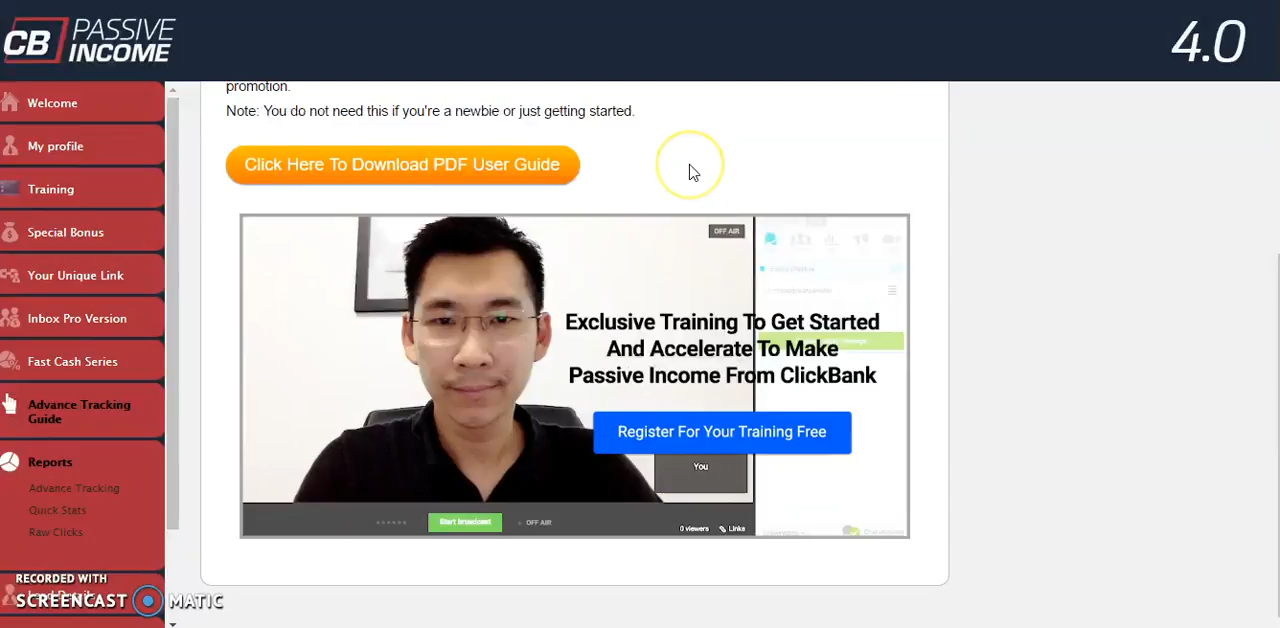 CB PASSIVE INCOME
4.0
Welcome
My profile
Training
Special Bonus
Your Unique Link
Inbox Pro Version
Fast Cash Series
Advance Tracking
Guide
Reports
Advance Tracking
Quick Stats
Raw Clicks
promotion.
Note: You do not need this if you're a newbie or just getting started.
Click Here To Download PDF User Guide
OFF AIR
Exclusive Training To Get Started
And Accelerate To Make
Passive Income From ClickBank
Register For Your Training Free
You
Start broadcast
OFF AIR
0 viewers
Links
RECORDED WITH
SCREENCAST MATIC